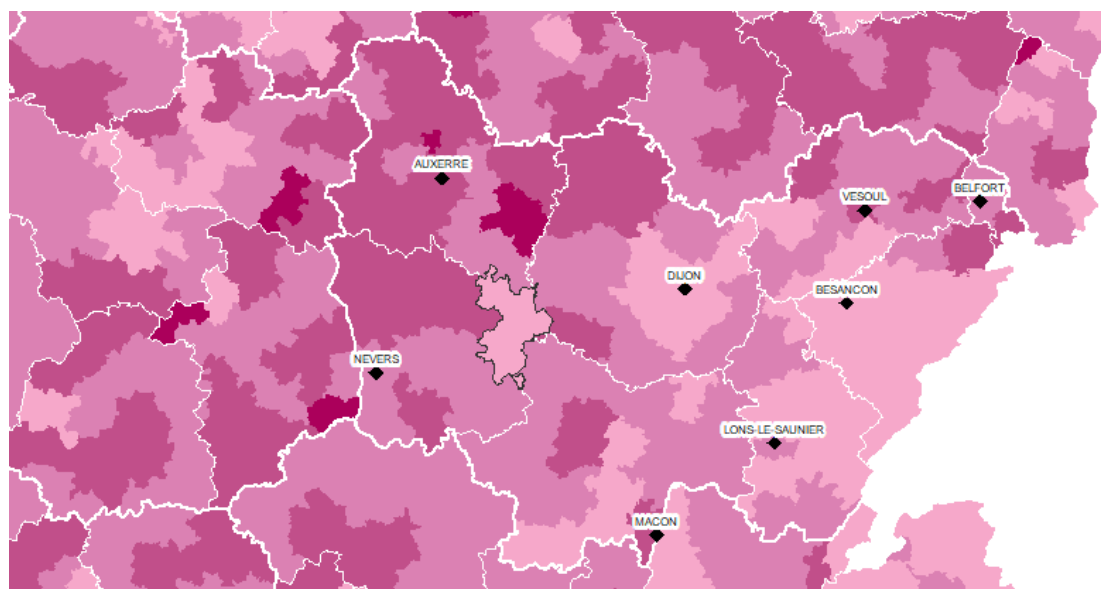 AUXERRE
BELFORT
VESOUL
DIJON
BESANCON
NEVERS
LONS-LE-SAUNIER
MACON